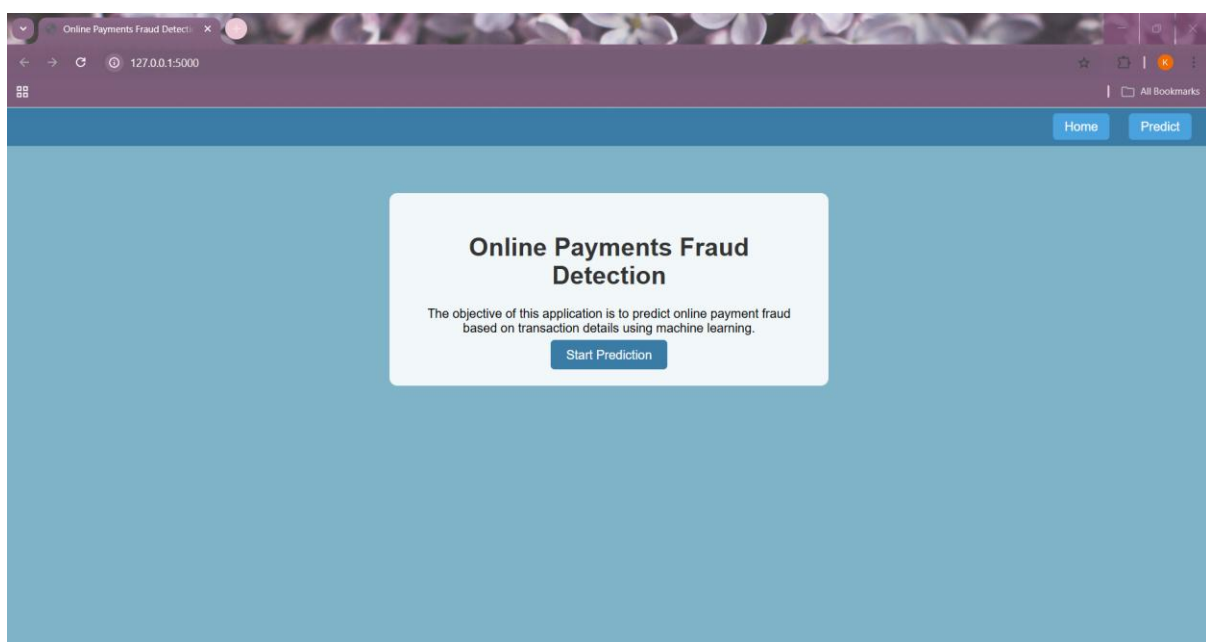 Online Payments Fraud Detecti
127.0.0.1:5000
K
All Bookmarks
Home
Predict
Online Payments Fraud
Detection
The objective of this application is to predict online payment fraud
based on transaction details using machine learning.
Start Prediction